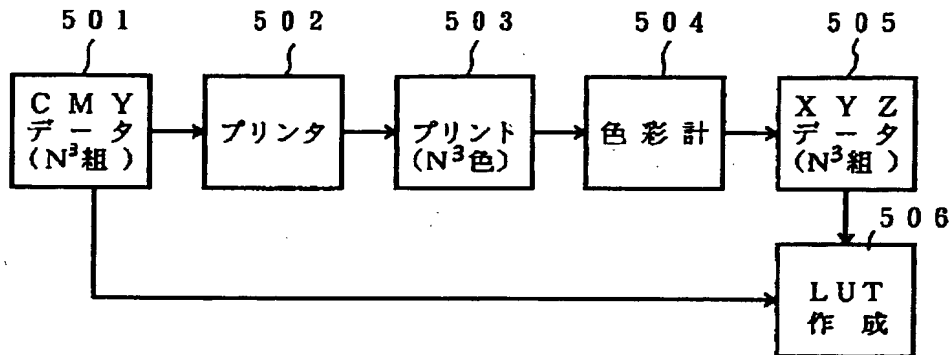 501 502 503 504 505
CMY
データ
(N³組)
プリンタ
プリンド
(N³色)
色彩計
XYZ
データ
(N³組)
506
LUT
作成